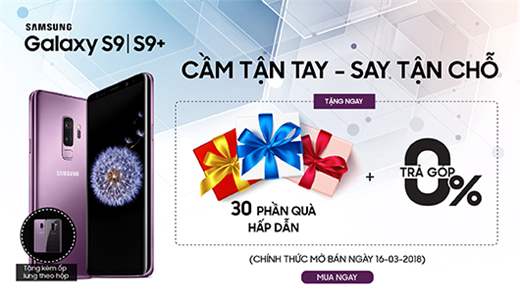 SAMSUNG
Galaxy S9|S9+
CẦM TẬN TAY - SAY TẬN CHỖ
TẶNG NGAY
30 PHẦN QUÀ
HẤP DẪN
+
0%
TRẢ GÓP
SAMSUNG
Tặng kèm ốp
lưng theo hộp
(CHÍNH THỨC MỞ BÁN NGÀY 16-03-2018)
MUA NGAY